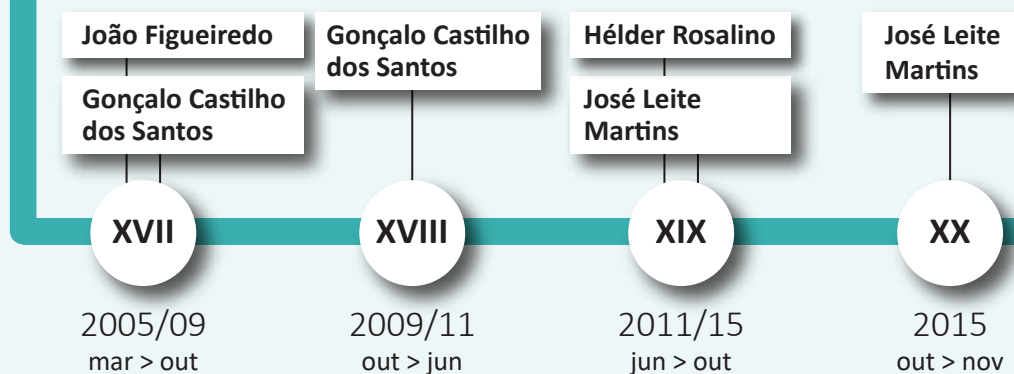 João Figueiredo
Gonçalo Castilho
dos Santos
XVII
2005/09
mar > out
Gonçalo Castilho
dos Santos
XVIII
2009/11
out > jun
Hélder Rosalino
José Leite
Martins
XIX
2011/15
jun > out
José Leite
Martins
XX
2015
out > nov